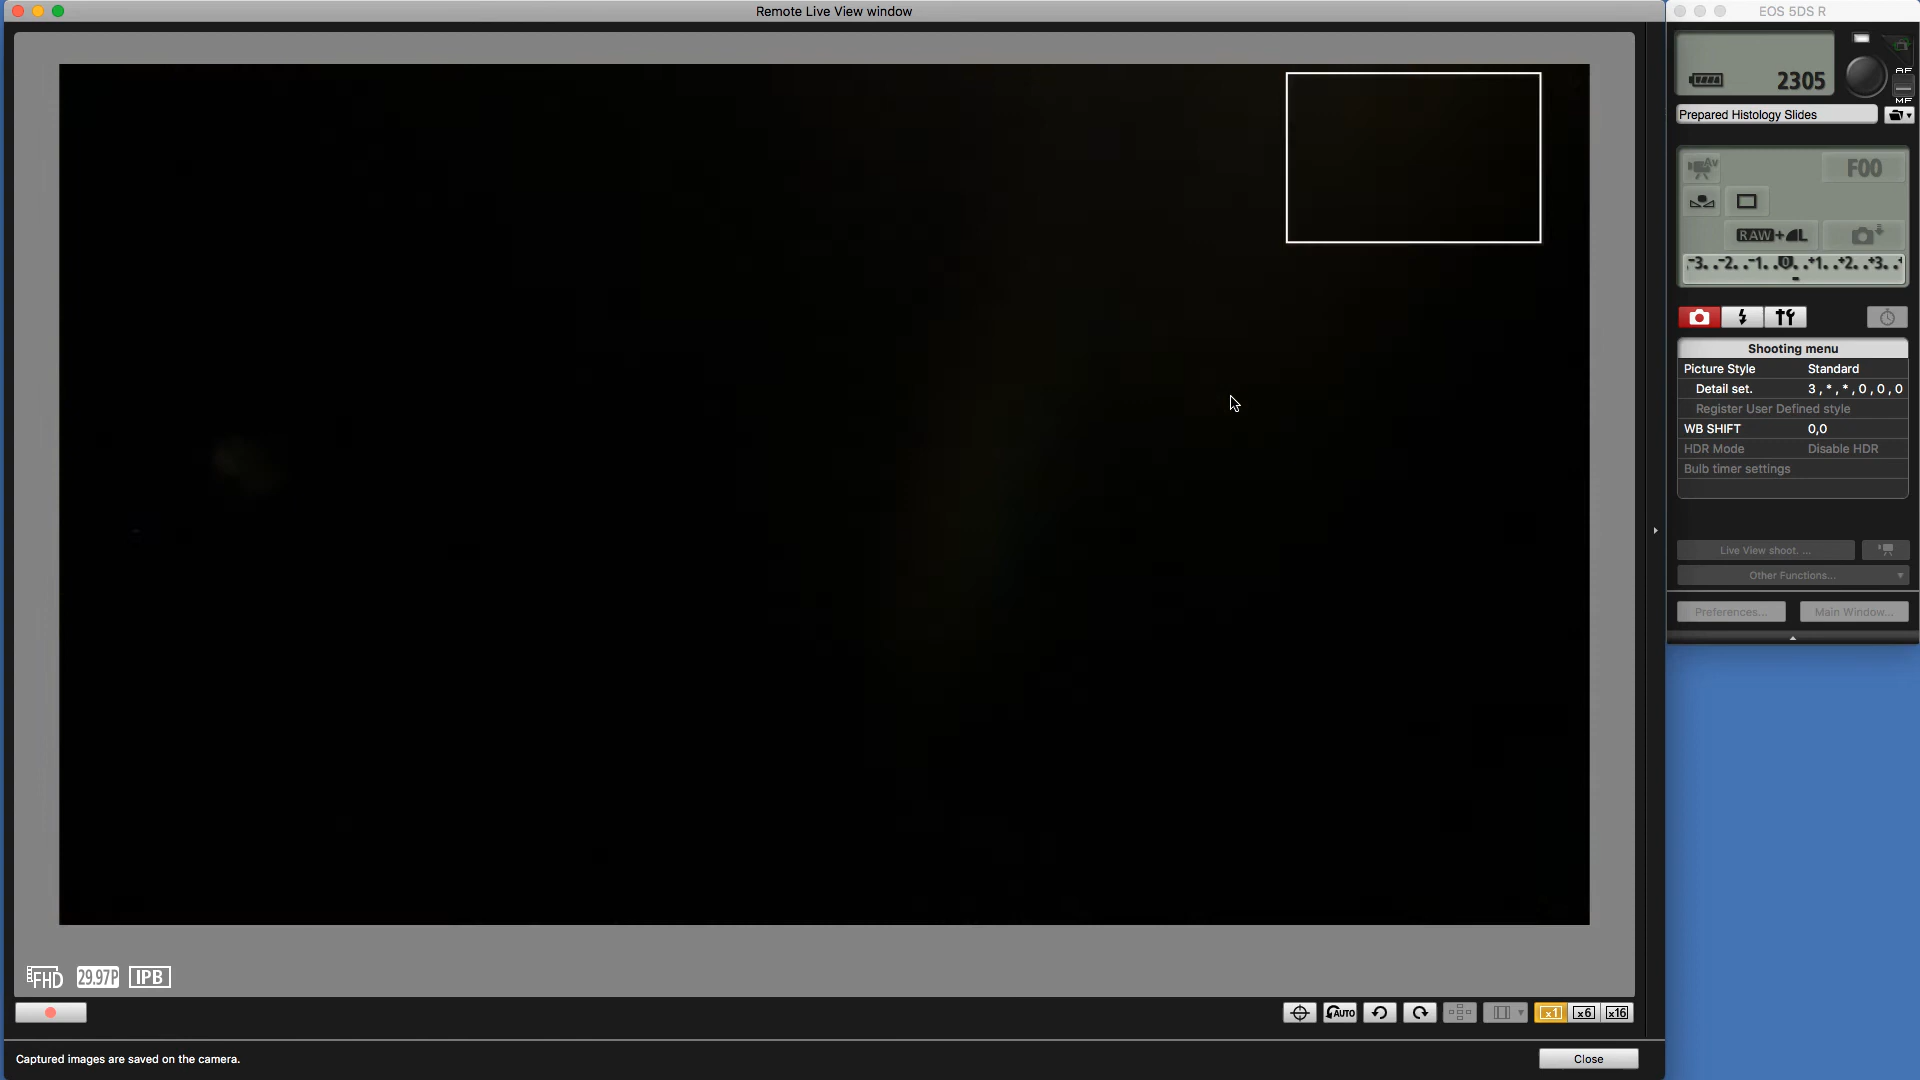 Remote Live View window
EOS 5DS R
2305
AF
MF
Prepared Histology Slides
Av
F00
RAW+L
-3..-2..-1..0..+1..+2..+3.
Shooting menu
Picture Style Standard
Detail set. 3,*,*,0,0,0
Register User Defined style
WB SHIFT 0,0
HDR Mode Disable HDR
Bulb timer settings
Live View shoot. ...
Other Functions...
Preferences... Main Window...
FHD 29.97P IPB
AUTO
x1 x6 x16
Captured images are saved on the camera.
Close